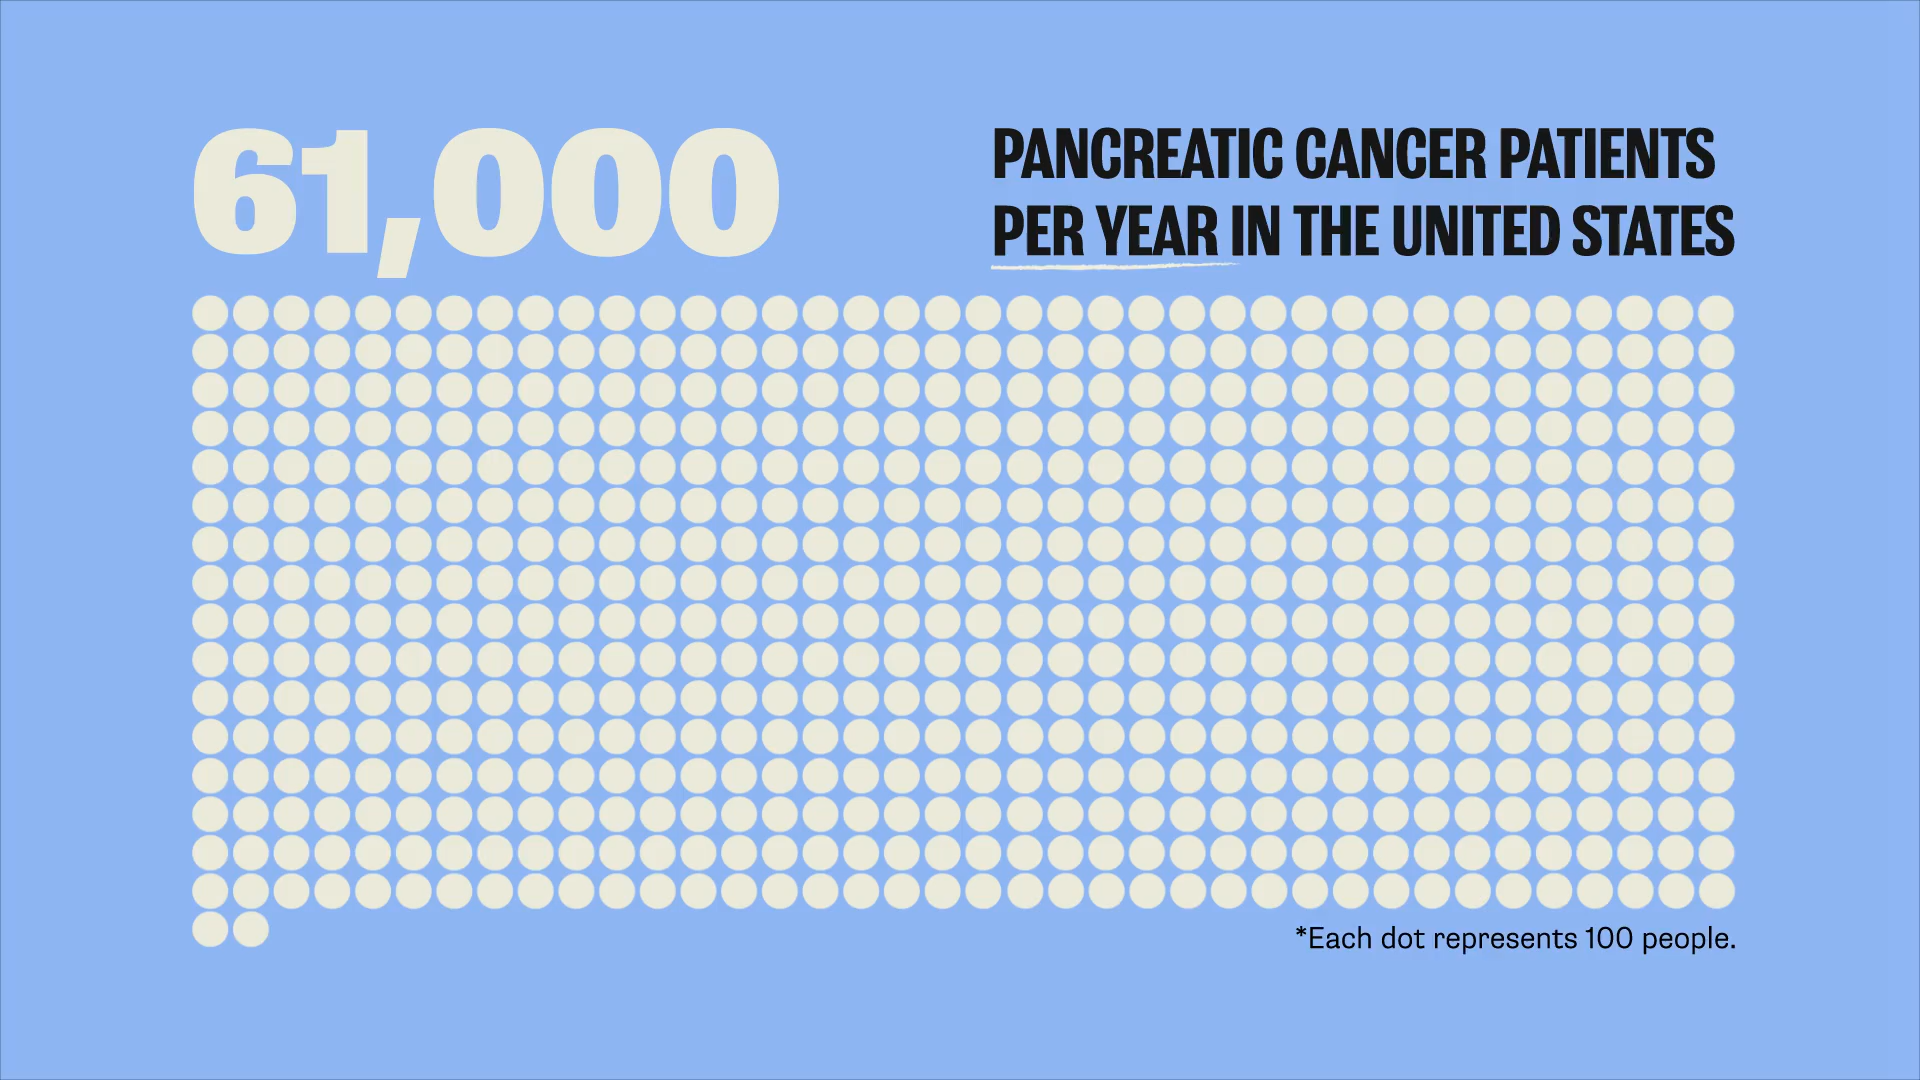 61,000
PANCREATIC CANCER PATIENTS
PER YEAR IN THE UNITED STATES
*Each dot represents 100 people.